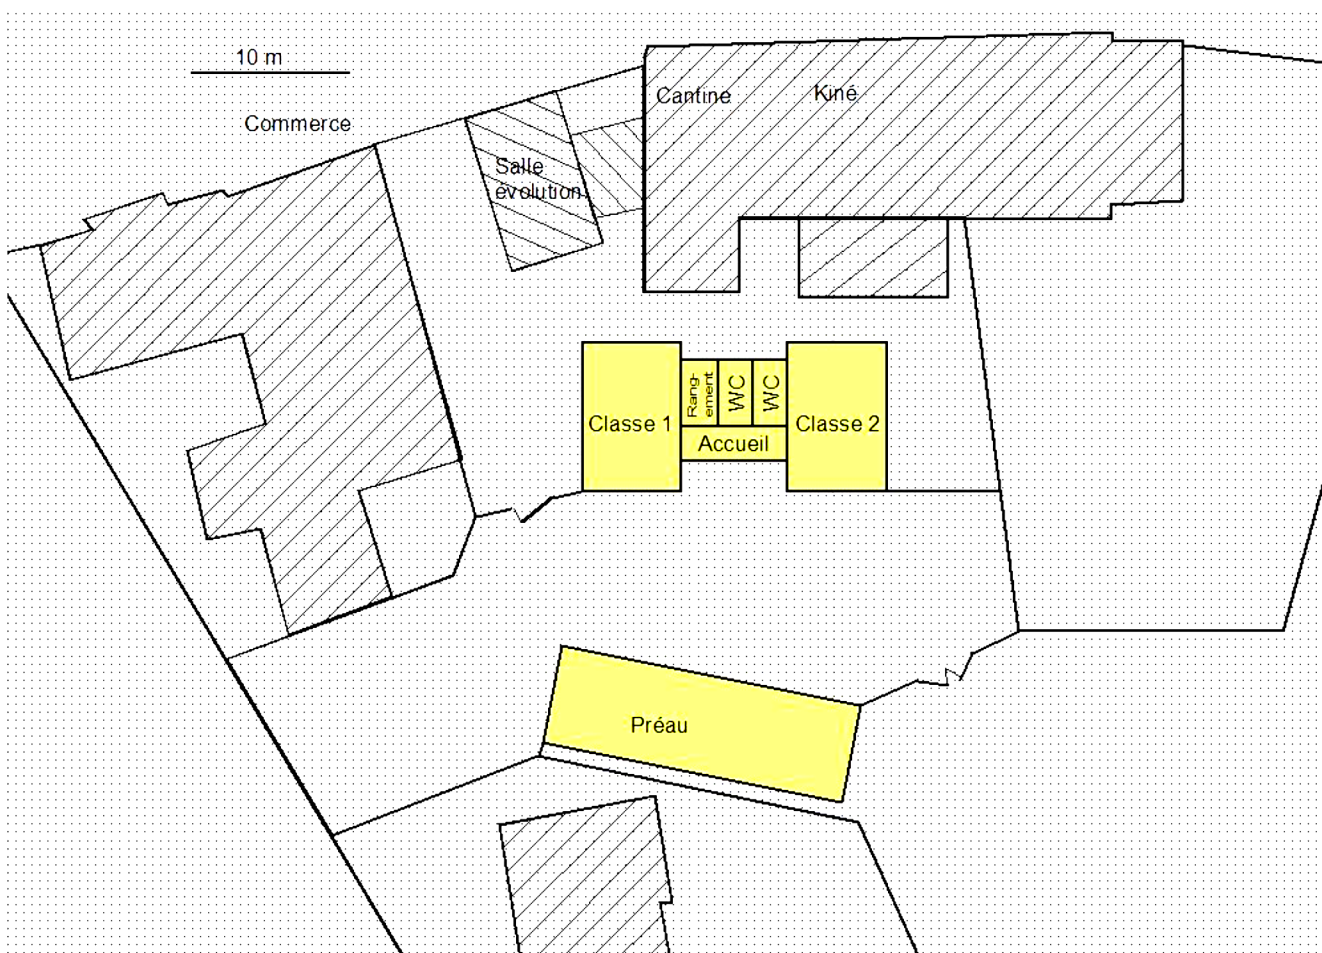 10 m
Commerce
Cantine
Kiné
Salle
évolution
Classe 1
Rang-
ement
WC
WC
Accueil
Classe 2
Préau